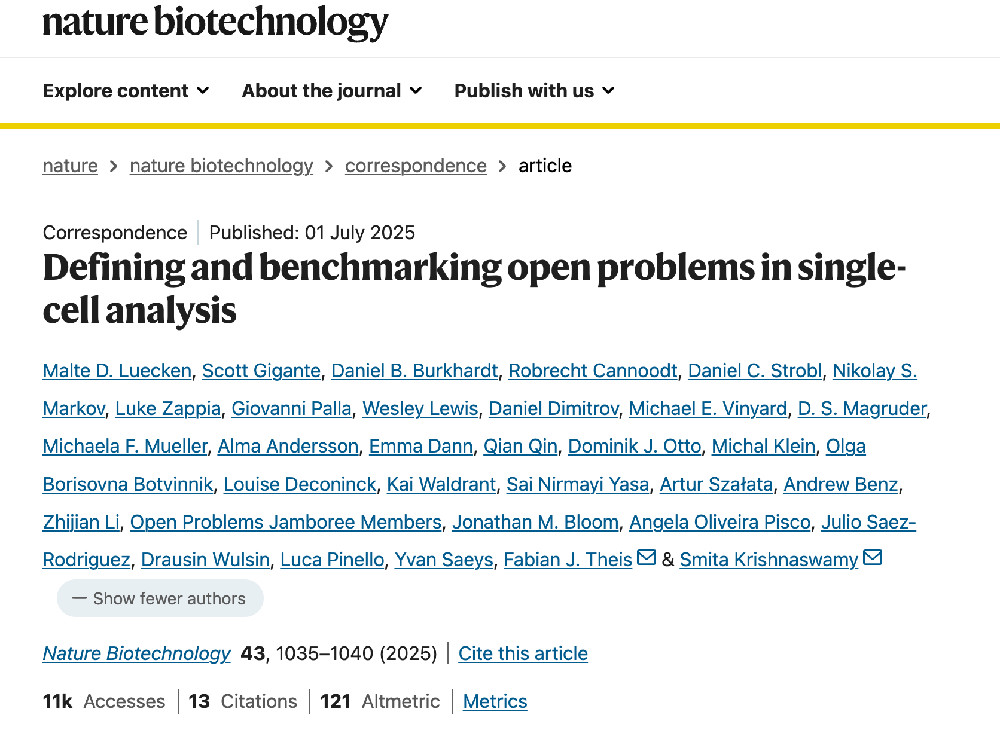 nature biotechnology
Explore content
About the journal
Publish with us
nature > nature biotechnology > correspondence > article
Correspondence | Published: 01 July 2025
Defining and benchmarking open problems in single-
cell analysis
Malte D. Luecken, Scott Gigante, Daniel B. Burkhardt, Robrecht Cannoodt, Daniel C. Strobl, Nikolay S.
Markov, Luke Zappia, Giovanni Palla, Wesley Lewis, Daniel Dimitrov, Michael E. Vinyard, D. S. Magruder,
Michaela F. Mueller, Alma Andersson, Emma Dann, Qian Qin, Dominik J. Otto, Michal Klein, Olga
Borisovna Botvinnik, Louise Deconinck, Kai Waldrant, Sai Nirmayi Yasa, Artur Szałata, Andrew Benz,
Zhijian Li, Open Problems Jamboree Members, Jonathan M. Bloom, Angela Oliveira Pisco, Julio Saez-
Rodriguez, Drausin Wulsin, Luca Pinello, Yvan Saeys, Fabian J. Theis & Smita Krishnaswamy
— Show fewer authors
Nature Biotechnology 43, 1035–1040 (2025) | Cite this article
11k Accesses | 13 Citations | 121 Altmetric | Metrics